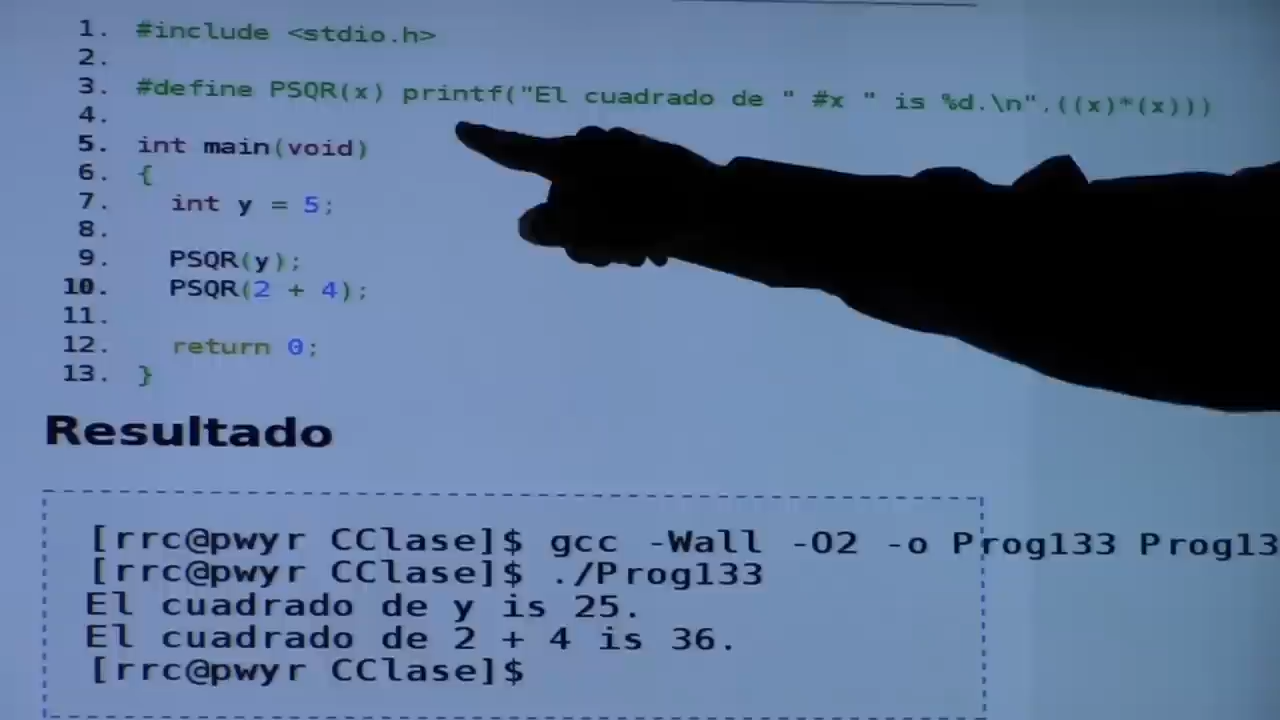 1. #include <stdio.h>
2.
3. #define PSQR(x) printf("El cuadrado de " #x " is %d.\n",((x)*(x)))
4.
5. int main(void)
6. {
7. int y = 5;
8.
9. PSQR(y);
10. PSQR(2 + 4);
11.
12. return 0;
13. }
Resultado
[rrc@pwyr CClase]$ gcc -Wall -O2 -o Prog133 Prog13
[rrc@pwyr CClase]$ ./Prog133
El cuadrado de y is 25.
El cuadrado de 2 + 4 is 36.
[rrc@pwyr CClase]$